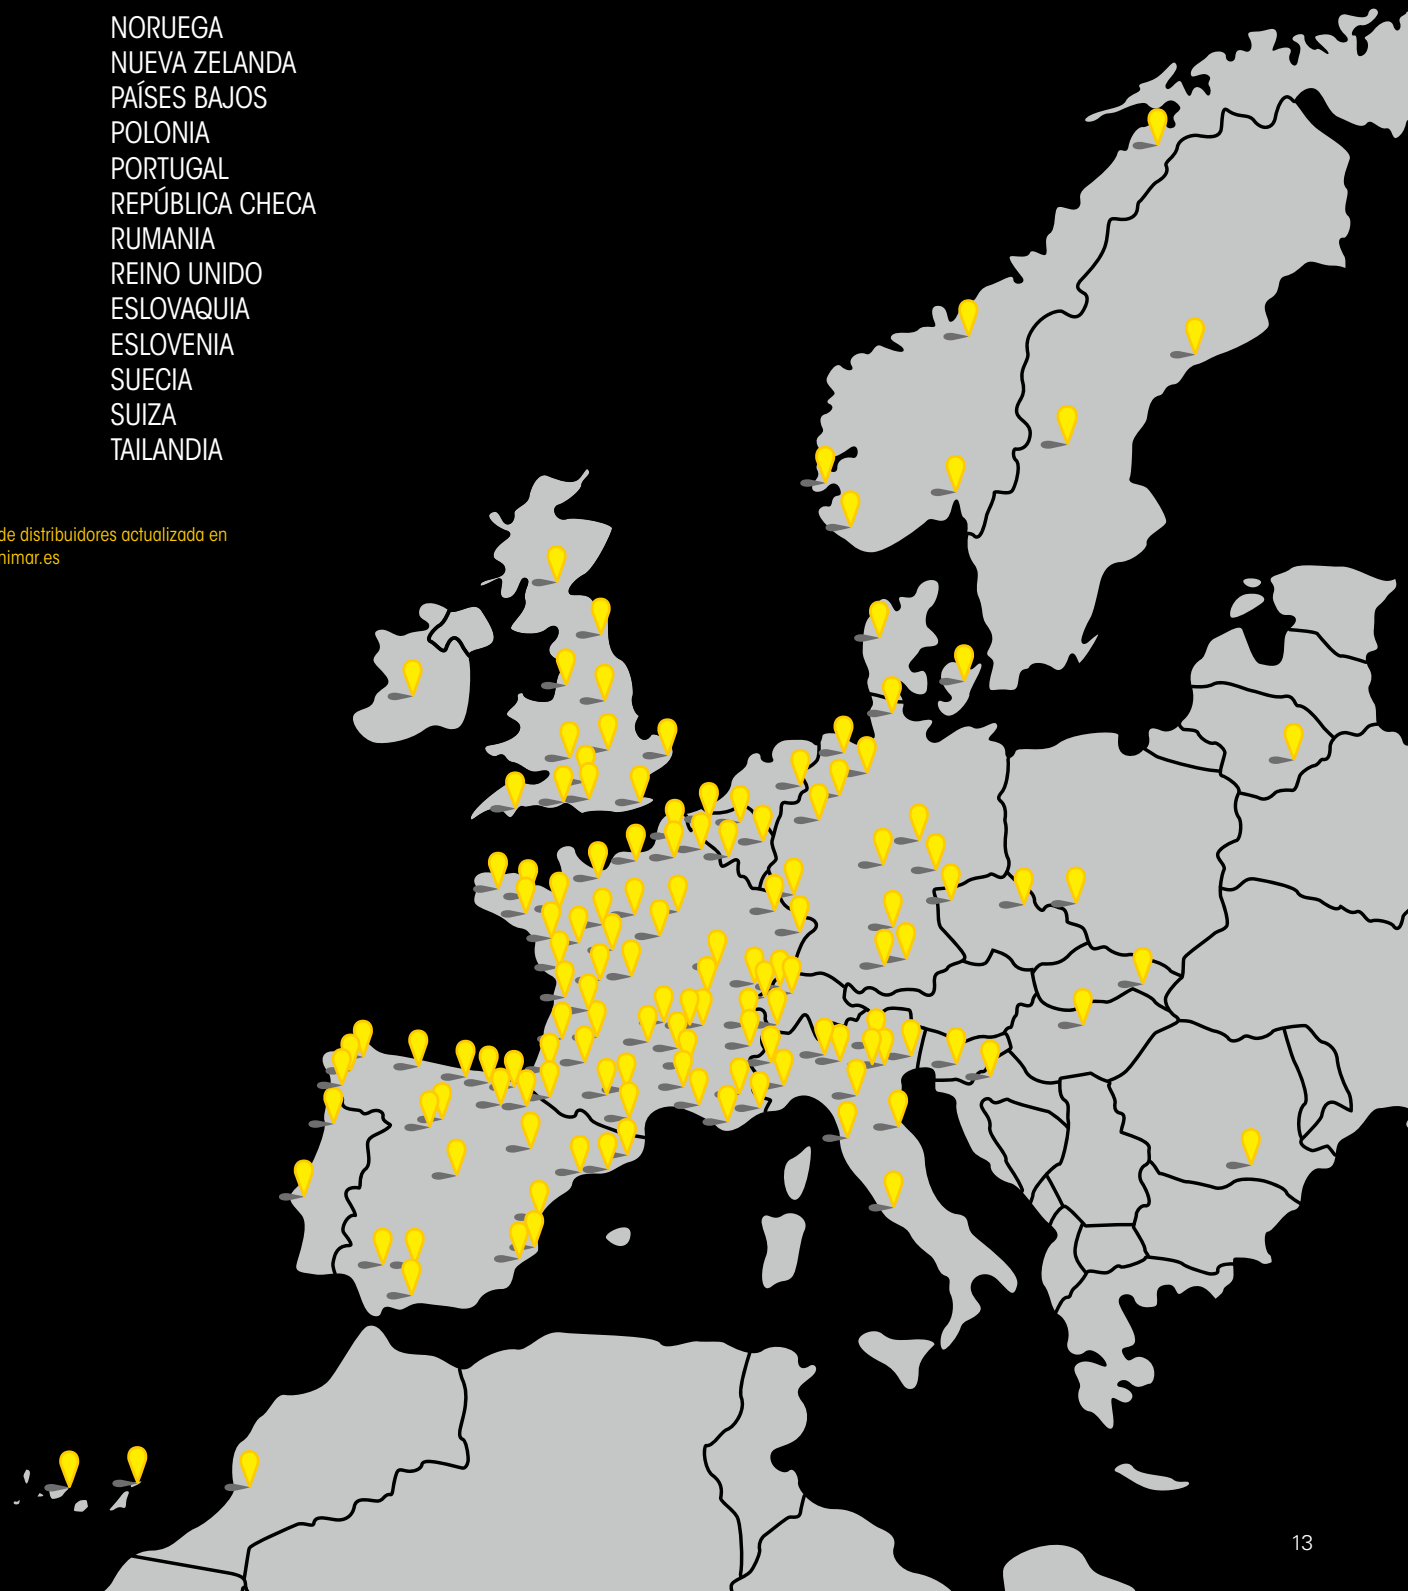 NORUEGA
NUEVA ZELANDA
PAÍSES BAJOS
POLONIA
PORTUGAL
REPÚBLICA CHECA
RUMANIA
REINO UNIDO
ESLOVAQUIA
ESLOVENIA
SUECIA
SUIZA
TAILANDIA
de distribuidores actualizada en
nimar.es
13